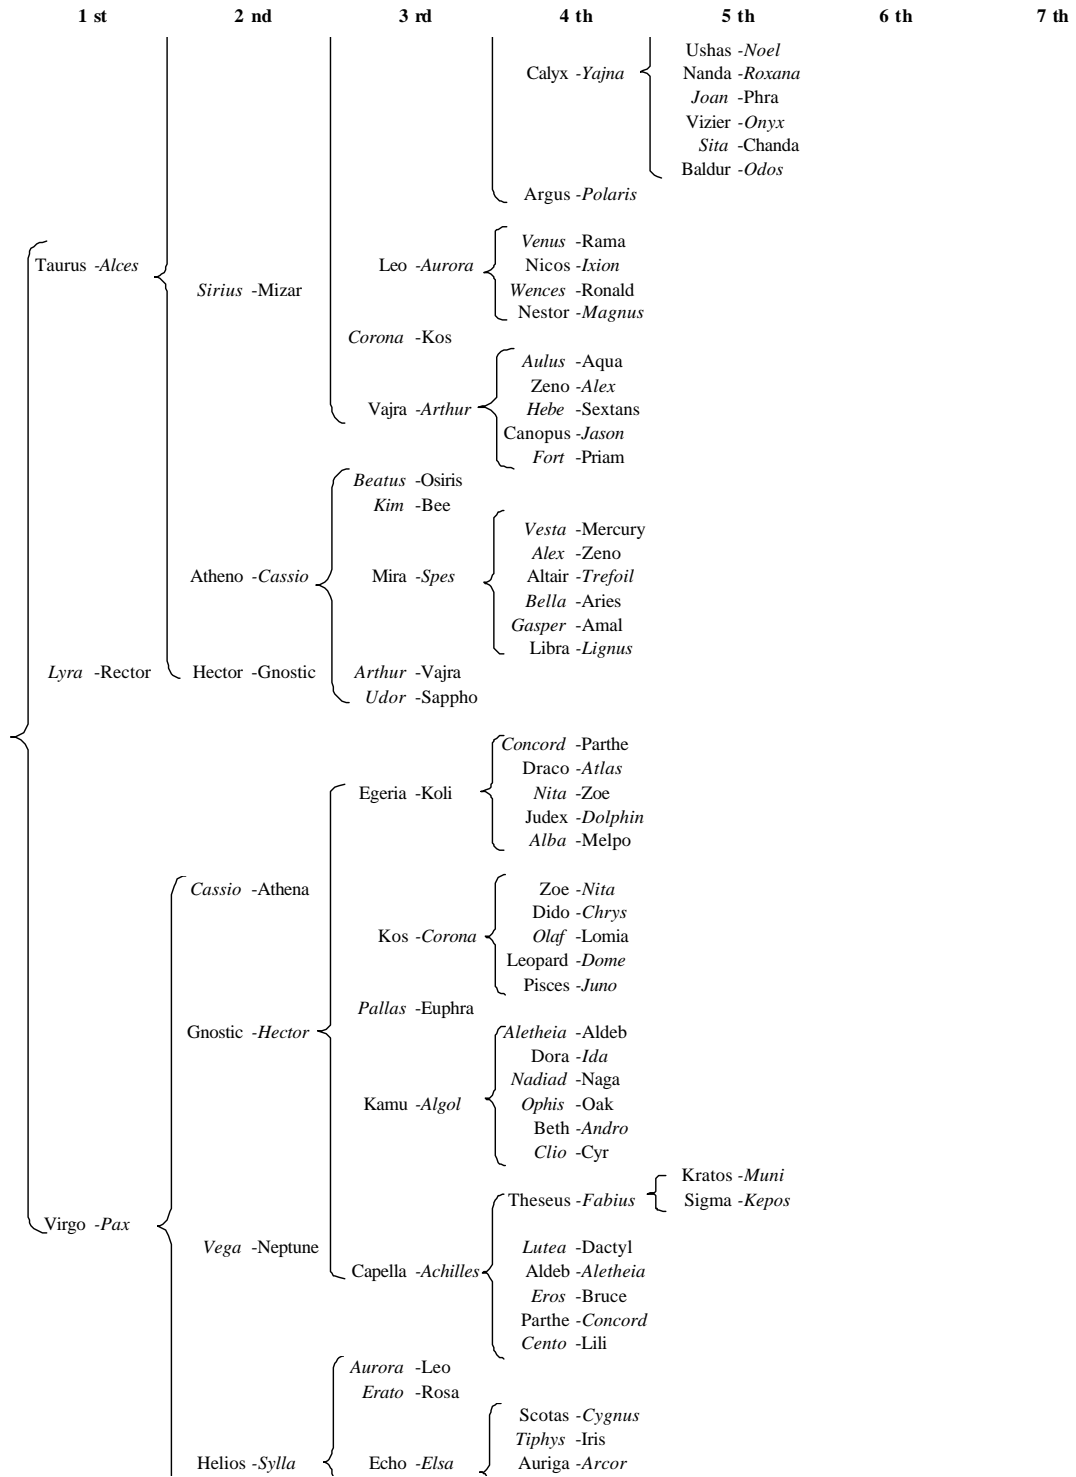 1 st 2 nd 3 rd 4 th 5 th 6 th 7 th
Ushas -Noel
Calyx -Yajna Nanda -Roxana
Joan -Phra
Vizier -Onyx
Sita -Chanda
Baldur -Odos
Argus -Polaris
Venus -Rama
Taurus -Alces Leo -Aurora Nicos -Ixion
Sirius -Mizar Wences -Ronald
Nestor -Magnus
Corona -Kos
Aulus -Aqua
Zeno -Alex
Vajra -Arthur Hebe -Sextans
Canopus -Jason
Fort -Priam
Beatus -Osiris
Kim -Bee
Vesta -Mercury
Alex -Zeno
Atheno -Cassio Mira -Spes Altair -Trefoil
Bella -Aries
Gasper -Amal
Libra -Lignus
Lyra -Rector Hector -Gnostic Arthur -Vajra
Udor -Sappho
Concord -Parthe
Draco -Atlas
Egeria -Koli Nita -Zoe
Judex -Dolphin
Alba -Melpo
Cassio -Athena Zoe -Nita
Dido -Chrys
Kos -Corona Olaf -Lomia
Leopard -Dome
Pisces -Juno
Pallas -Euphra
Gnostic -Hector Aletheia -Aldeb
Dora -Ida
Nadiad -Naga
Kamu -Algol Ophis -Oak
Beth -Andro
Clio -Cyr
Kratos -Muni
Theseus -Fabius Sigma -Kepos
Virgo -Pax
Vega -Neptune Lutea -Dactyl
Capella -Achilles Aldeb -Aletheia
Eros -Bruce
Parthe -Concord
Cento -Lili
Aurora -Leo
Erato -Rosa
Scotas -Cygnus
Tiphys -Iris
Helios -Sylla Echo -Elsa Auriga -Arcor